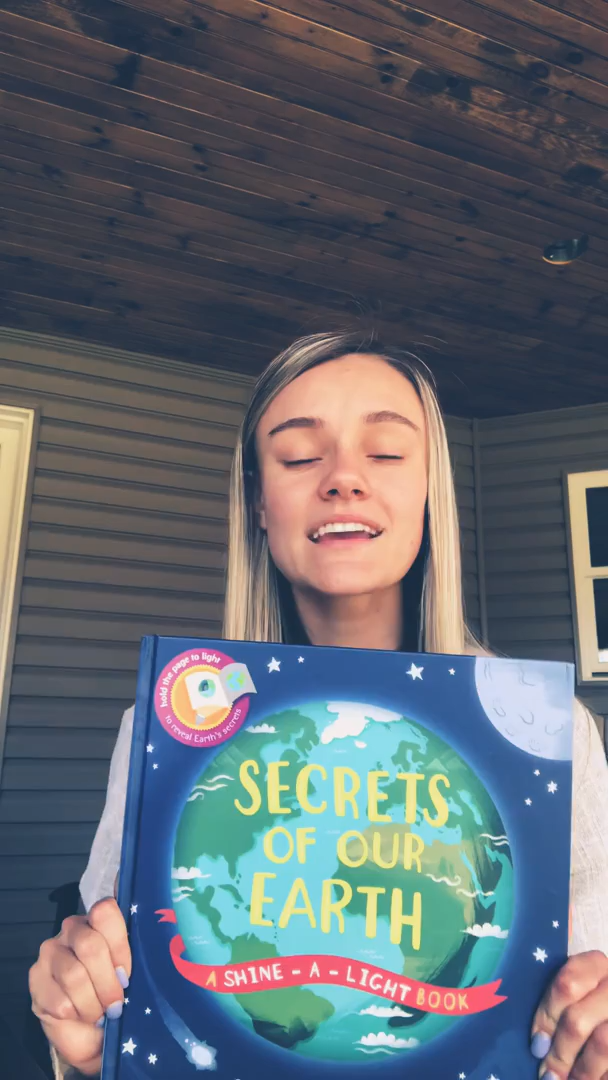 hold the page to light
to reveal Earth's secrets
SECRETS
OF OUR
EARTH
A SHINE-A-LIGHT BOOK